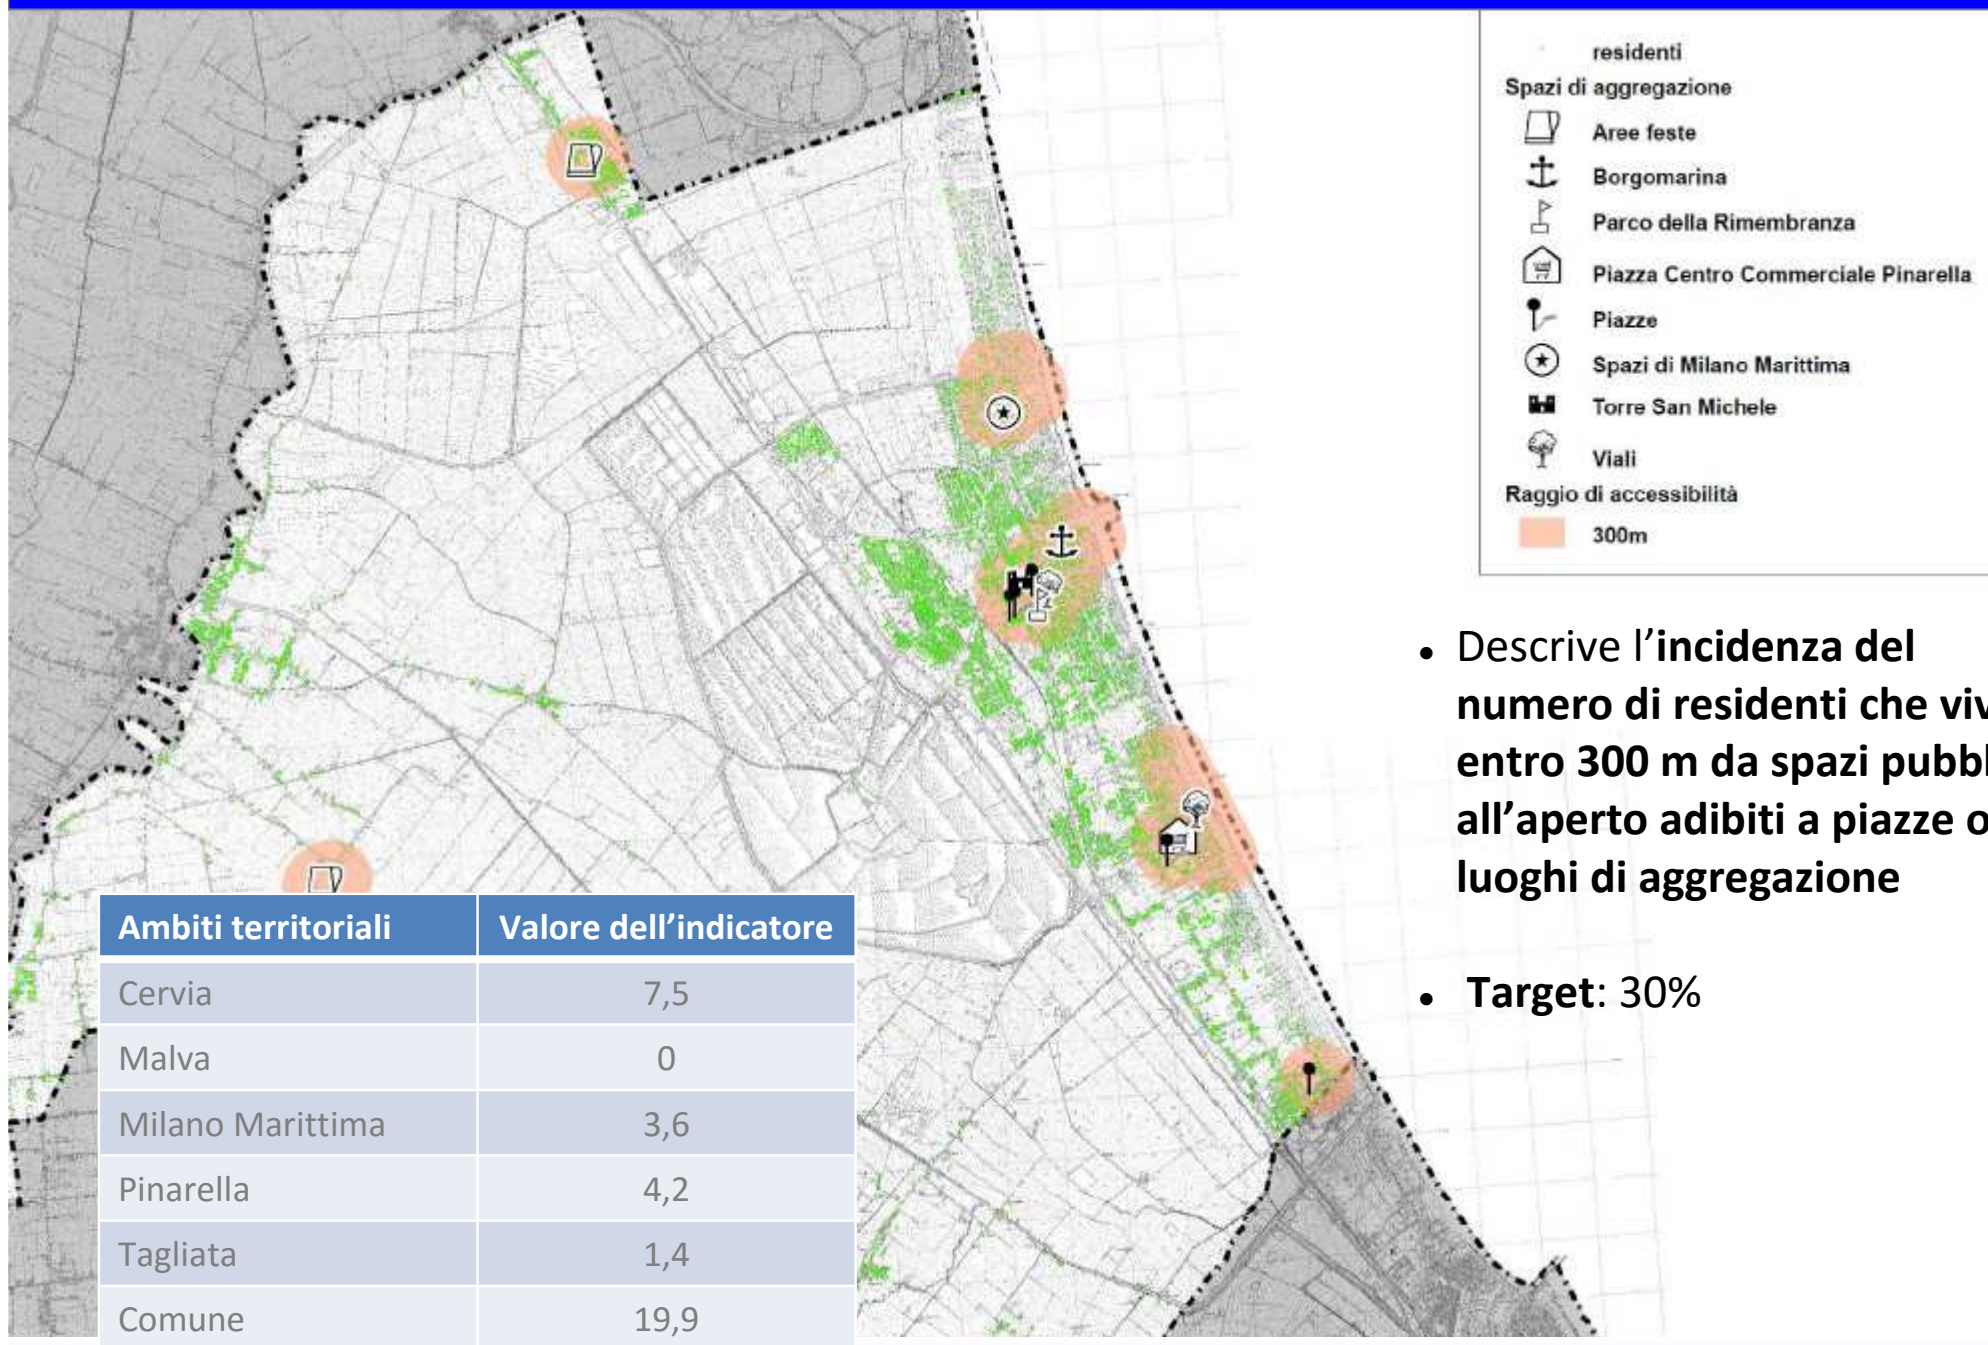 residenti
Spazi di aggregazione
Aree feste
Borgomarina
Parco della Rimembranza
Piazza Centro Commerciale Pinarella
Piazze
Spazi di Milano Marittima
Torre San Michele
Viali
Raggio di accessibilità
300m
• Descrive l’incidenza del
numero di residenti che viv
entro 300 m da spazi pubbl
all’aperto adibiti a piazze o
luoghi di aggregazione
• Target: 30%
Ambiti territoriali Valore dell’indicatore
Cervia 7,5
Malva 0
Milano Marittima 3,6
Pinarella 4,2
Tagliata 1,4
Comune 19,9